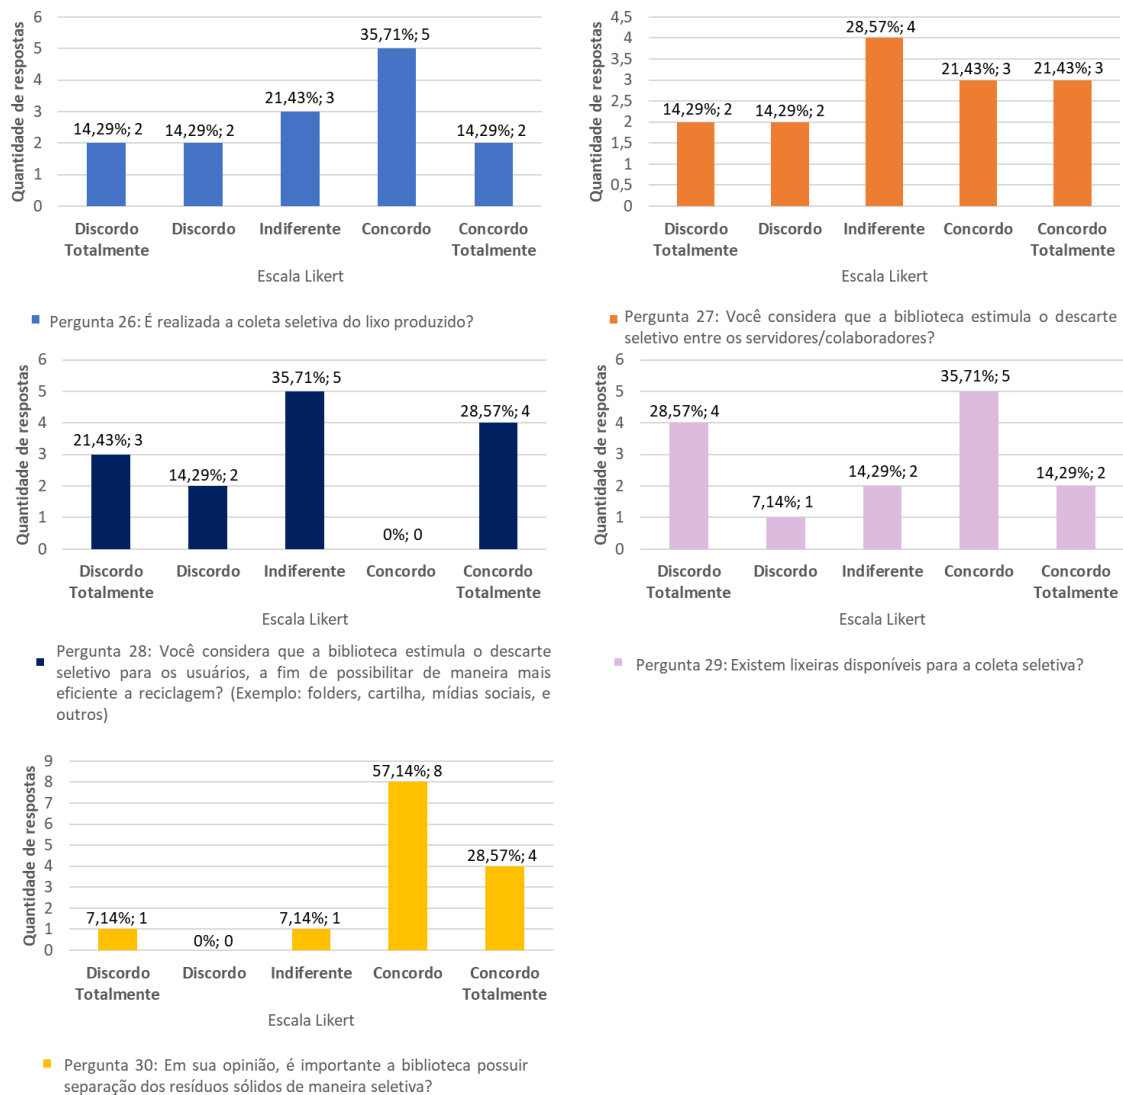 Quantidade de respostas
6
5
4
3
2
1
0
14,29%; 2
14,29%; 2
21,43%; 3
35,71%; 5
14,29%; 2
Discordo
Totalmente
Discordo
Indiferente
Concordo
Concordo
Totalmente
Escala Likert
Pergunta 26: É realizada a coleta seletiva do lixo produzido?
Quantidade de respostas
4,5
4
3,5
3
2,5
2
1,5
1
0,5
0
14,29%; 2
14,29%; 2
28,57%; 4
21,43%; 3
21,43%; 3
Discordo
Totalmente
Discordo
Indiferente
Concordo
Concordo
Totalmente
Escala Likert
Pergunta 27: Você considera que a biblioteca estimula o descarte
seletivo entre os servidores/colaboradores?
Quantidade de respostas
6
5
4
3
2
1
0
21,43%; 3
14,29%; 2
35,71%; 5
0%; 0
28,57%; 4
Discordo
Totalmente
Discordo
Indiferente
Concordo
Concordo
Totalmente
Escala Likert
Pergunta 28: Você considera que a biblioteca estimula o descarte
seletivo para os usuários, a fim de possibilitar de maneira mais
eficiente a reciclagem? (Exemplo: folders, cartilha, mídias sociais, e
outros)
Quantidade de respostas
6
5
4
3
2
1
0
28,57%; 4
7,14%; 1
14,29%; 2
35,71%; 5
14,29%; 2
Discordo
Totalmente
Discordo
Indiferente
Concordo
Concordo
Totalmente
Escala Likert
Pergunta 29: Existem lixeiras disponíveis para a coleta seletiva?
Quantidade de respostas
9
8
7
6
5
4
3
2
1
0
7,14%; 1
0%; 0
7,14%; 1
57,14%; 8
28,57%; 4
Discordo
Totalmente
Discordo
Indiferente
Concordo
Concordo
Totalmente
Escala Likert
Pergunta 30: Em sua opinião, é importante a biblioteca possuir
separação dos resíduos sólidos de maneira seletiva?